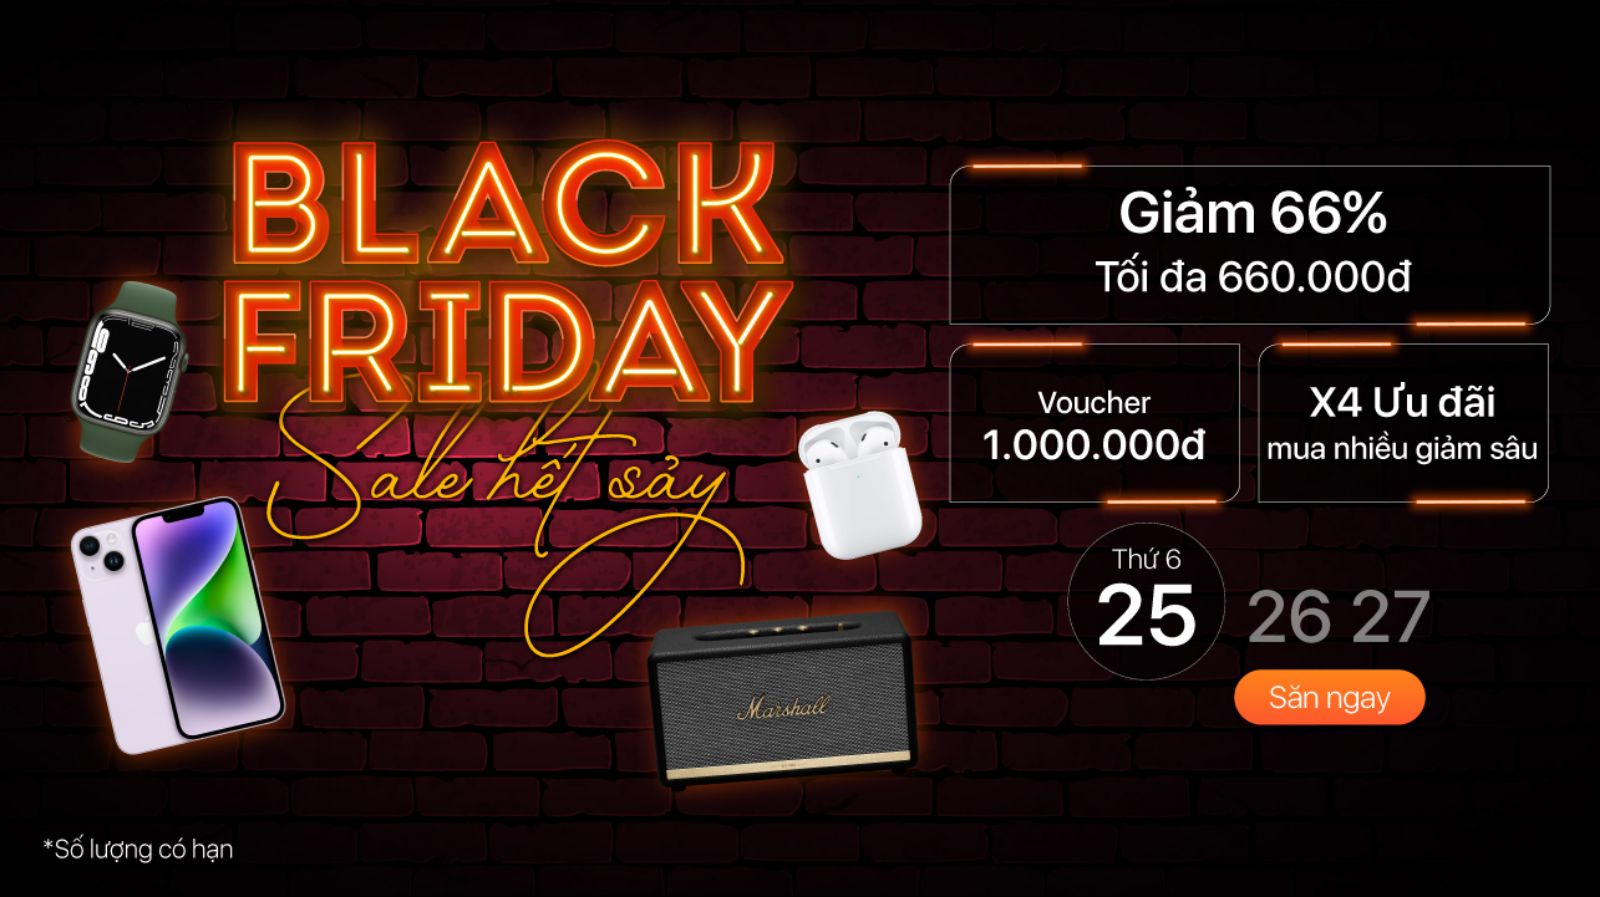 BLACK
FRIDAY
Sale hết sảy
Marshall
Giảm 66%
Tối đa 660.000đ
Voucher
1.000.000đ
X4 Ưu đãi
mua nhiều giảm sâu
Thứ 6
25 26 27
Săn ngay
*Số lượng có hạn